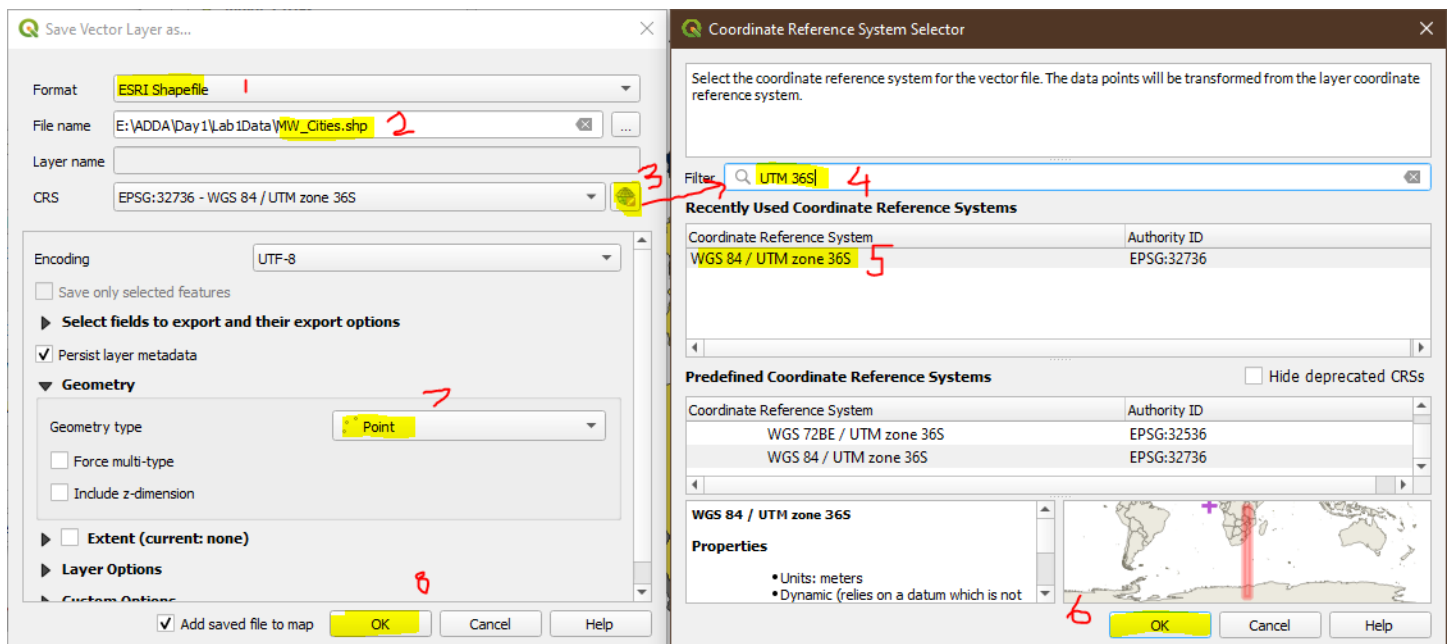 Save Vector Layer as...
Format ESRI Shapefile 1
File name E:\ADDA\Day1\Lab1Data\MW_Cities.shp ... 2
Layer name
CRS EPSG:32736 - WGS 84 / UTM zone 36S 3
Encoding UTF-8
Save only selected features
Select fields to export and their export options
Persist layer metadata
Geometry
7
Geometry type Point
Force multi-type
Include z-dimension
Extent (current: none)
Layer Options
Custom Options
8
Add saved file to map OK Cancel Help
Coordinate Reference System Selector
Select the coordinate reference system for the vector file. The data points will be transformed from the layer coordinate
reference system.
Filter UTM 36S 4
Recently Used Coordinate Reference Systems
Coordinate Reference System Authority ID
WGS 84 / UTM zone 36S 5 EPSG:32736
Predefined Coordinate Reference Systems Hide deprecated CRSs
Coordinate Reference System Authority ID
WGS 72BE / UTM zone 36S EPSG:32536
WGS 84 / UTM zone 36S EPSG:32736
WGS 84 / UTM zone 36S
Properties
• Units: meters
• Dynamic (relies on a datum which is not
6
OK Cancel Help